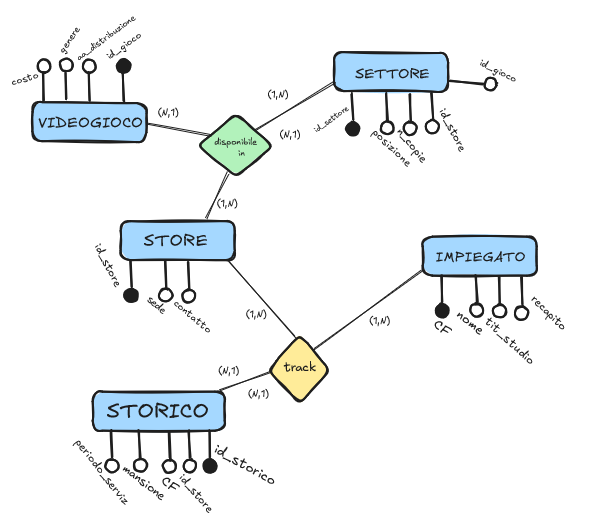 costo
genere
aa_distribuzione
id_gioco
VIDEOGIOCO
(N,1)
disponibile
in
(1,N)
(N,1)
SETTORE
id_gioco
id_settore
posizione
n_copie
id_store
(1,N)
STORE
id_store
sede
contatto
(1,N)
IMPIEGATO
CF
nome
tit_studio
recapito
(1,N)
track
(N,1)
(N,1)
STORICO
periodo_serviz
mansione
CF
id_store
id_storico